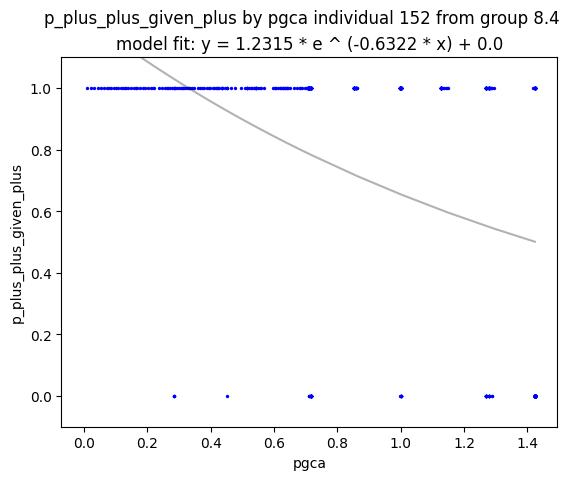 p_plus_plus_given_plus by pgca individual 152 from group 8.4
model fit: y = 1.2315 * e ^ (-0.6322 * x) + 0.0
p_plus_plus_given_plus
1.0
0.8
0.6
0.4
0.2
0.0
0.0 0.2 0.4 0.6 0.8 1.0 1.2 1.4
pgca